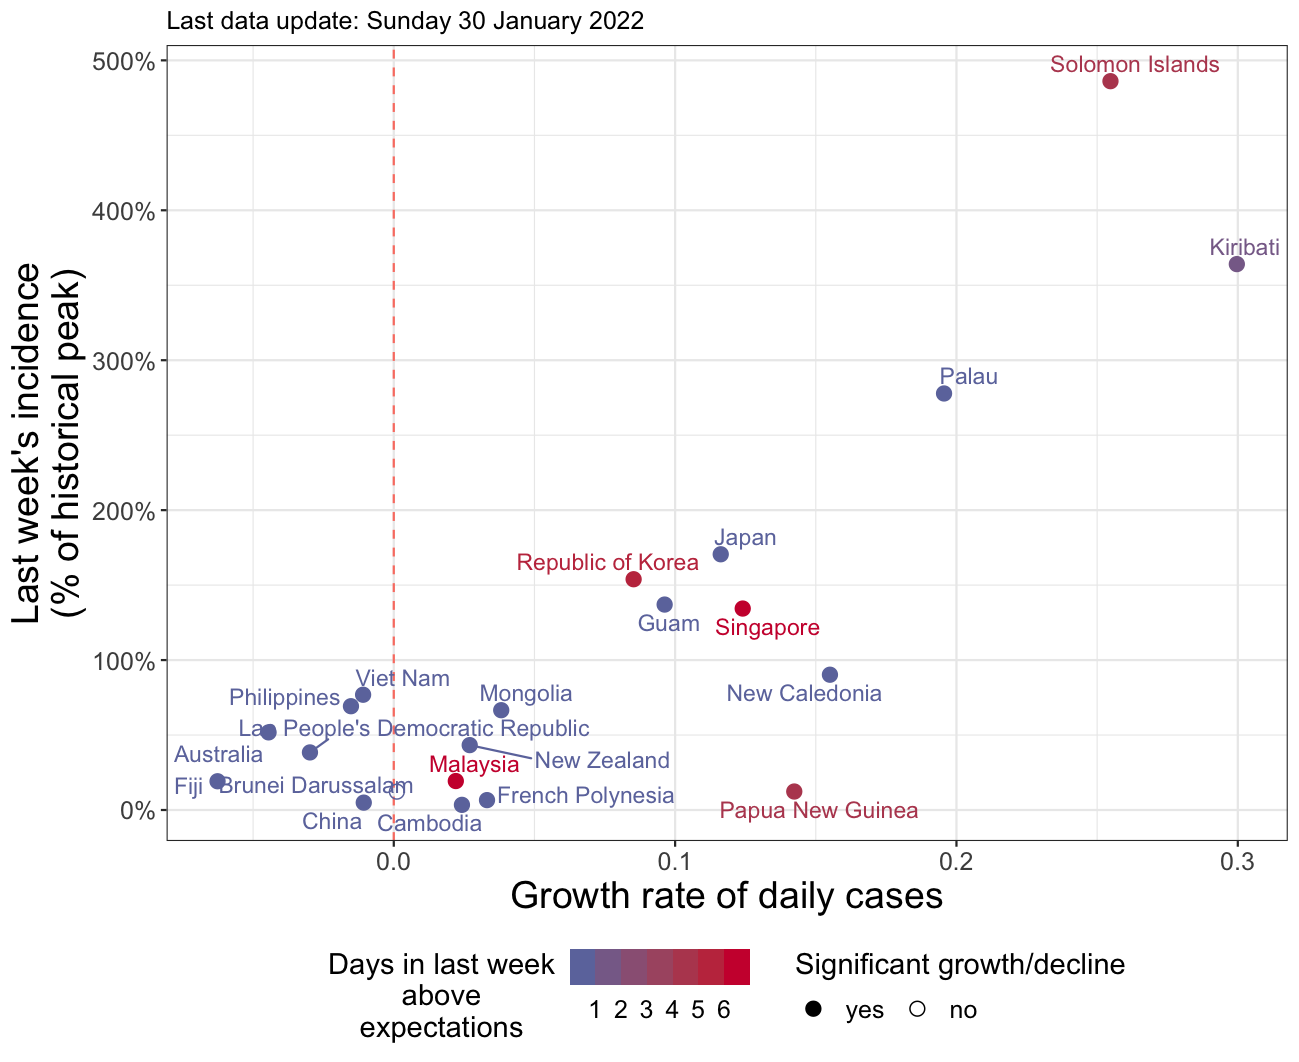 Last data update: Sunday 30 January 2022
Last week's incidence
(% of historical peak)
500%
400%
300%
200%
100%
0%
Solomon Islands
Kiribati
Palau
Japan
Republic of Korea
Guam
Singapore
New Caledonia
Viet Nam
Philippines
Mongolia
Lao People's Democratic Republic
Australia
New Zealand
Malaysia
Fiji
Brunei Darussalam
French Polynesia
Papua New Guinea
China
Cambodia
0.0 0.1 0.2 0.3
Growth rate of daily cases
Days in last week
above
expectations
1 2 3 4 5 6
Significant growth/decline
yes no